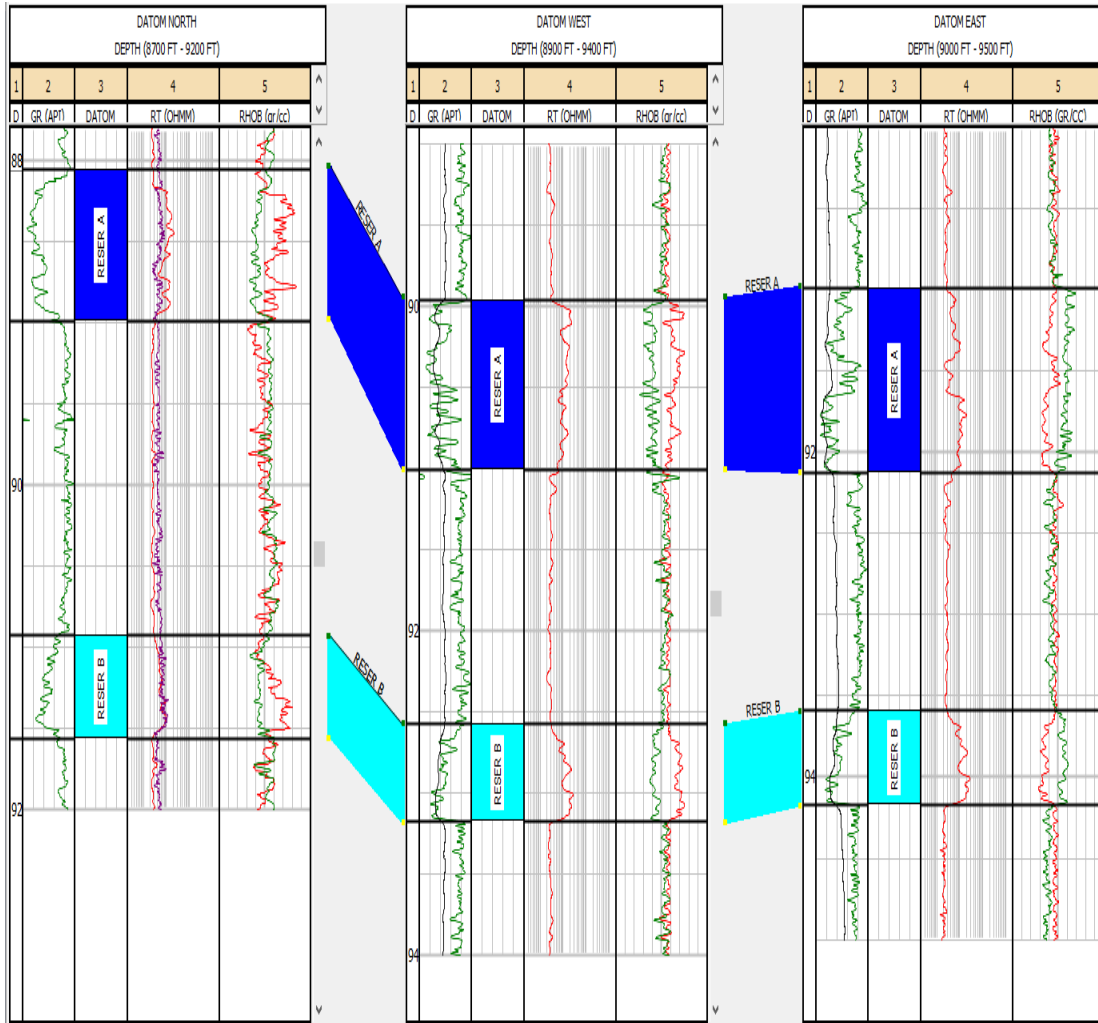 DATOM NORTH
DEPTH (8700 FT - 9200 FT)
1 2 3 4 5
D GR (API) DATOM RT (OHMM) RHOB (gr/cc)
88
RESER A
90
RESER B
92
RESER A
RESER B
DATOM WEST
DEPTH (8900 FT - 9400 FT)
1 2 3 4 5
D GR (API) DATOM RT (OHMM) RHOB (gr/cc)
90
RESER A
92
RESER B
94
RESER A
RESER B
DATOM EAST
DEPTH (9000 FT - 9500 FT)
1 2 3 4 5
D GR (API) DATOM RT (OHMM) RHOB (GR/CC)
RESER A
92
RESER B
94